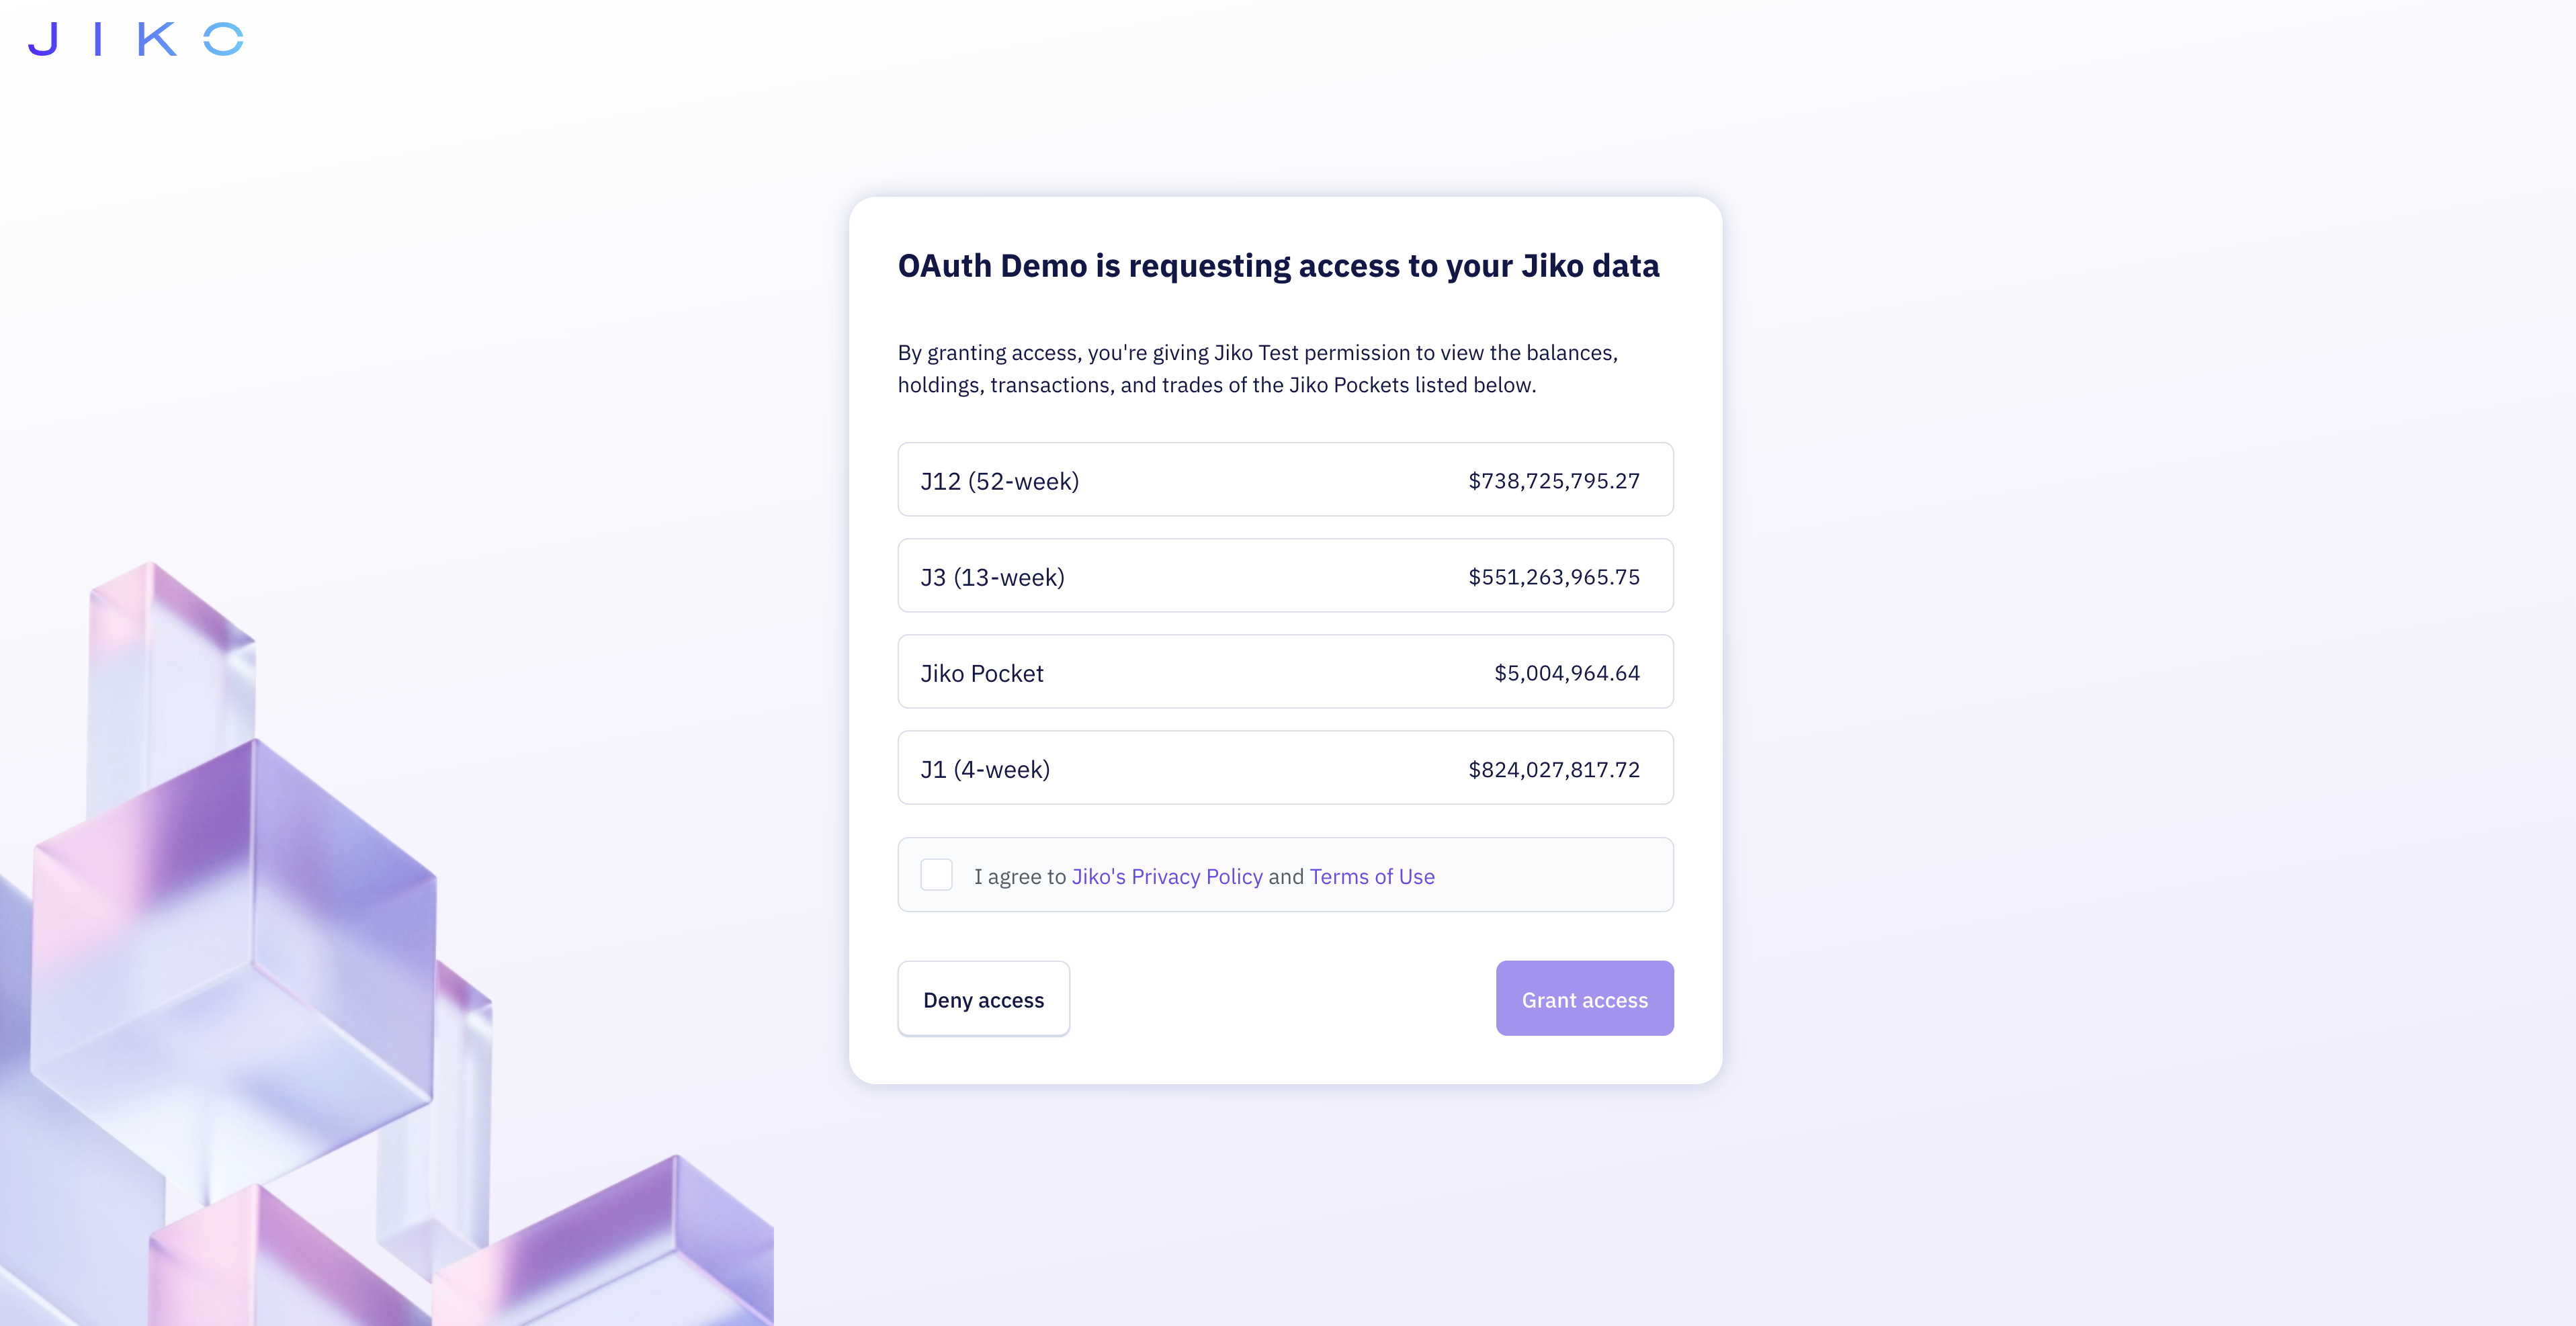 JIKO
OAuth Demo is requesting access to your Jiko data
By granting access, you're giving Jiko Test permission to view the balances,
holdings, transactions, and trades of the Jiko Pockets listed below.
J12 (52-week) $738,725,795.27
J3 (13-week) $551,263,965.75
Jiko Pocket $5,004,964.64
J1 (4-week) $824,027,817.72
I agree to Jiko's Privacy Policy and Terms of Use
Deny access Grant access